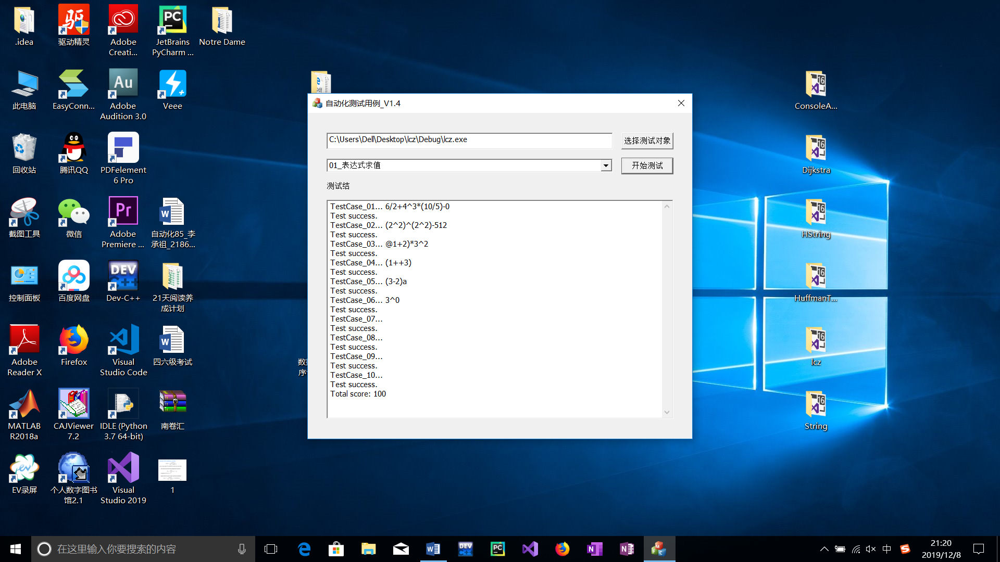 .idea
驱动精灵
Adobe
Creati...
JetBrains
PyCharm ...
Notre Dame
此电脑
EasyConn...
Adobe
Audition 3.0
Veee
回收站
腾讯QQ
PDFelement
6 Pro
截图工具
微信
Adobe
Premiere ...
自动化85_李
承祖_2186...
控制面板
百度网盘
Dev-C++
21天阅读养
成计划
Adobe
Reader X
Firefox
Visual
Studio Code
四六级考试
MATLAB
R2018a
CAJViewer
7.2
IDLE (Python
3.7 64-bit)
南卷汇
EV录屏
个人数字图书
馆2.1
Visual
Studio 2019
1
自动化测试用例_V1.4
C:\Users\Dell\Desktop\lcz\Debug\lcz.exe
选择测试对象
01_表达式求值
开始测试
测试结
TestCase_01... 6/2+4^3*(10/5)-0
Test success.
TestCase_02... (2^2)^(2^2)-512
Test success.
TestCase_03... @1+2)*3^2
Test success.
TestCase_04... (1++3)
Test success.
TestCase_05... (3-2)a
Test success.
TestCase_06... 3^0
Test success.
TestCase_07...
Test success.
TestCase_08...
Test success.
TestCase_09...
Test success.
TestCase_10...
Test success.
Total score: 100
ConsoleA...
Dijkstra
HString
HuffmanT...
lcz
String
在这里输入你要搜索的内容
中
21:20
2019/12/8